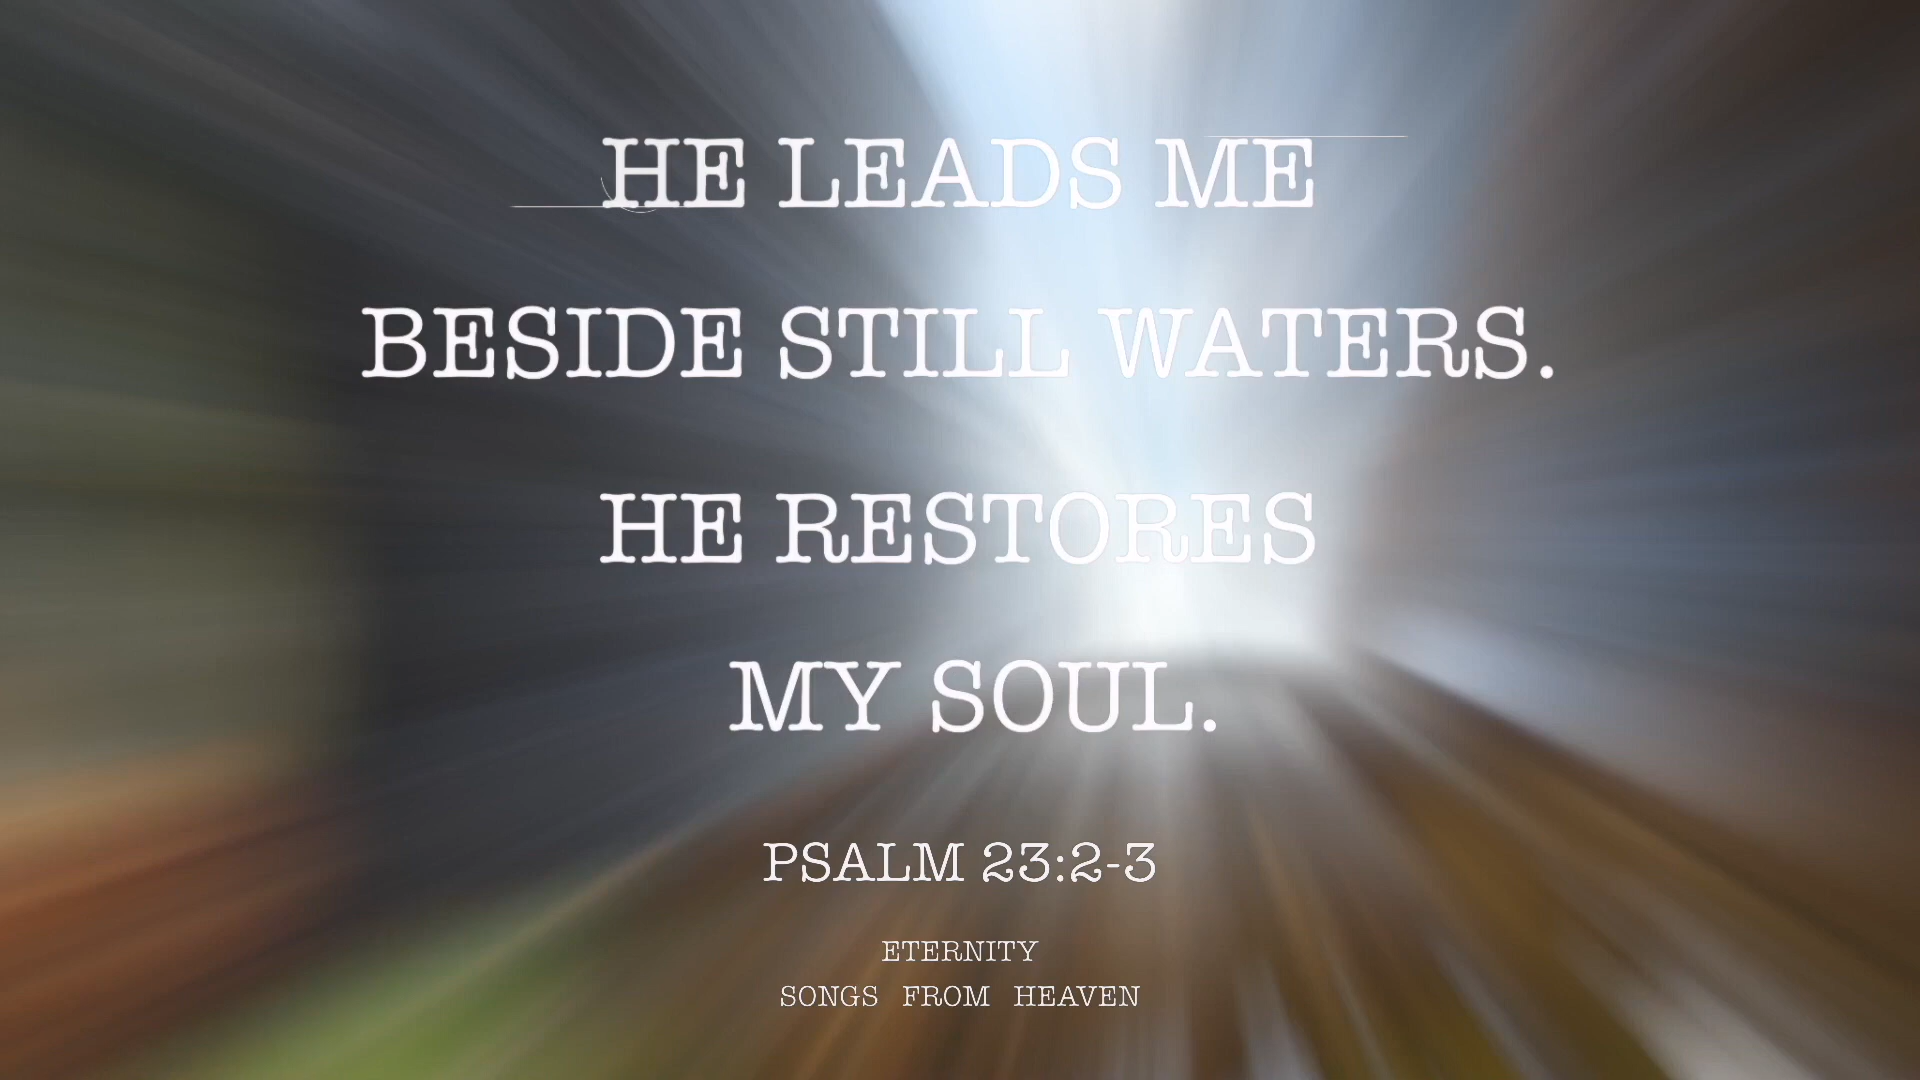 HE LEADS ME
BESIDE STILL WATERS.
HE RESTORES
MY SOUL.
PSALM 23:2-3
ETERNITY
SONGS FROM HEAVEN